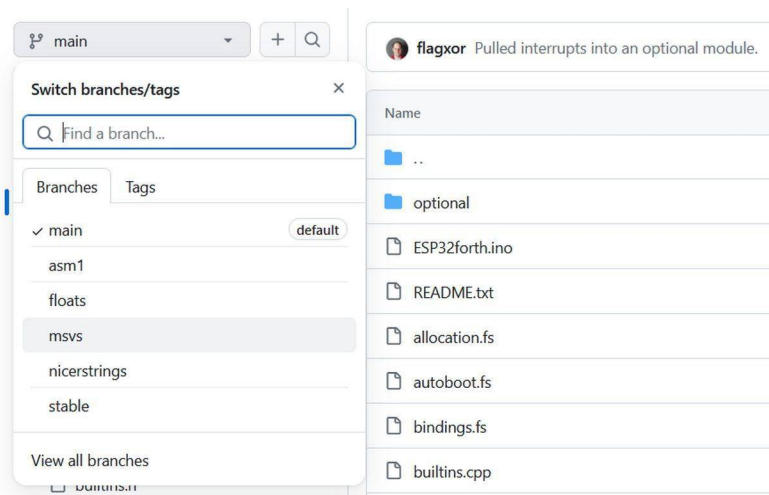 main
Switch branches/tags
Find a branch...
Branches
Tags
main
default
asm1
floats
msvs
nicerstrings
stable
View all branches
builtins.h
flagxor Pulled interrupts into an optional module.
Name
..
optional
ESP32forth.ino
README.txt
allocation.fs
autoboot.fs
bindings.fs
builtins.cpp